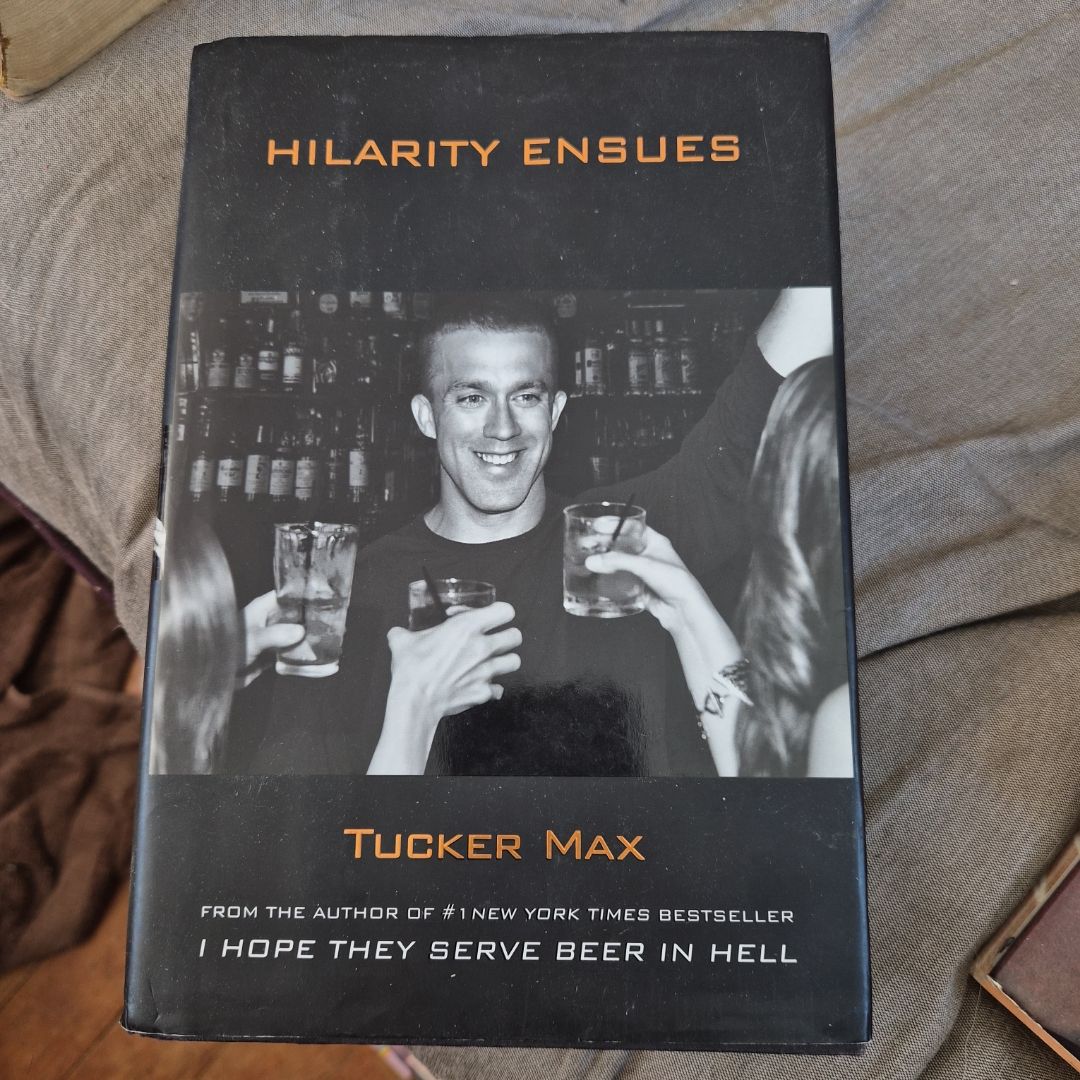 HILARITY ENSUES
TUCKER MAX
FROM THE AUTHOR OF #1 NEW YORK TIMES BESTSELLER
I HOPE THEY SERVE BEER IN HELL